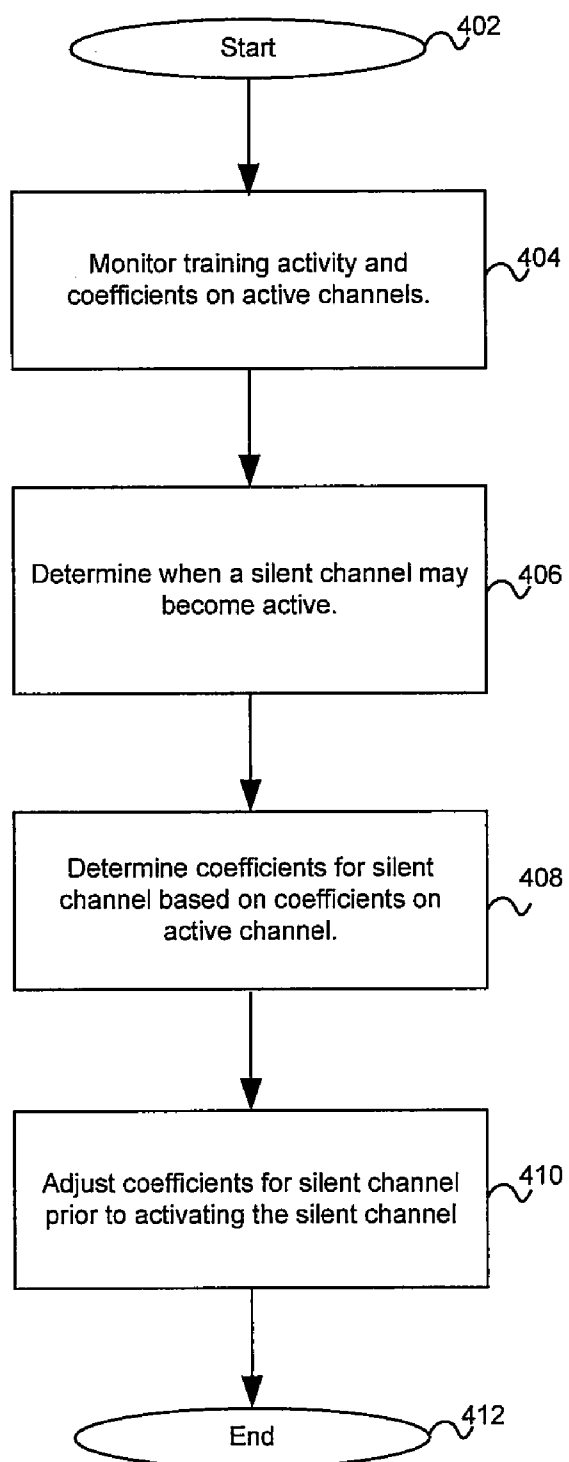 Start
402
Monitor training activity and
coefficients on active channels.
404
Determine when a silent channel may
become active.
406
Determine coefficients for silent
channel based on coefficients on
active channel.
408
Adjust coefficients for silent channel
prior to activating the silent channel
410
End
412